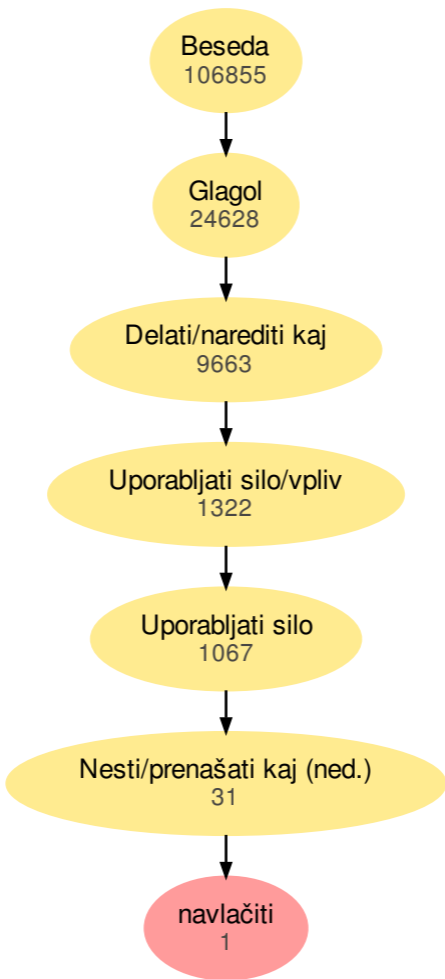 Beseda
106855
Glagol
24628
Delati/narediti kaj
9663
Uporabljati silo/vpliv
1322
Uporabljati silo
1067
Nesti/prenašati kaj (ned.)
31
navlačiti
1